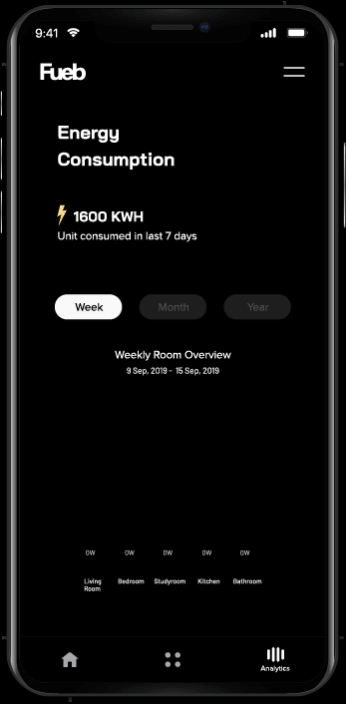 9:41
Fueb
Energy
Consumption
1600 KWH
Unit consumed in last 7 days
Week Month Year
Weekly Room Overview
9 Sep, 2019 - 15 Sep, 2019
0W 0W 0W 0W 0W
Living Bedroom Studyroom Kitchen Bathroom
Room
Analytics